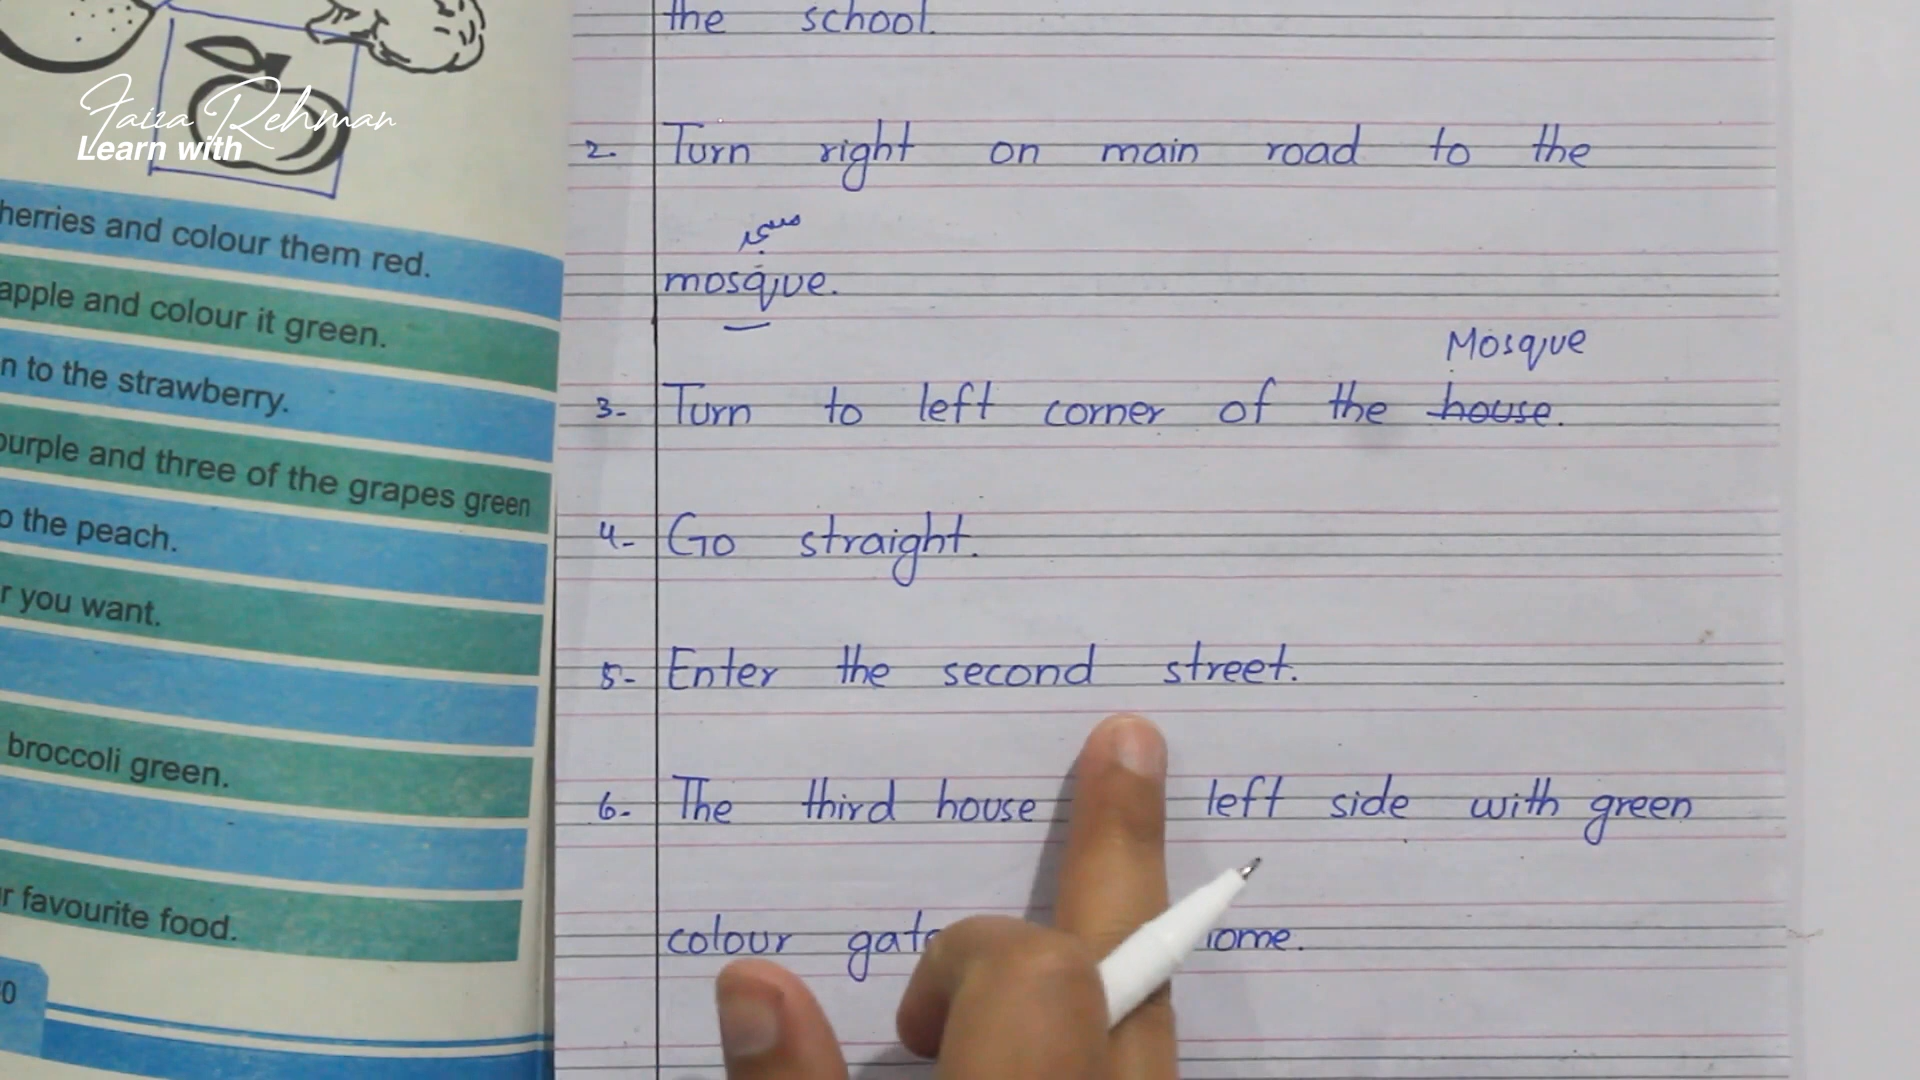 Faiza Rehman
Learn with
herries and colour them red.
apple and colour it green.
n to the strawberry.
ourple and three of the grapes green
o the peach.
r you want.
broccoli green.
r favourite food.
0
the school.
2. Turn right on main road to the
مسجد
mosque.
Mosque
3- Turn to left corner of the house.
4- Go straight.
5- Enter the second street.
6- The third house left side with green
colour gate ome.